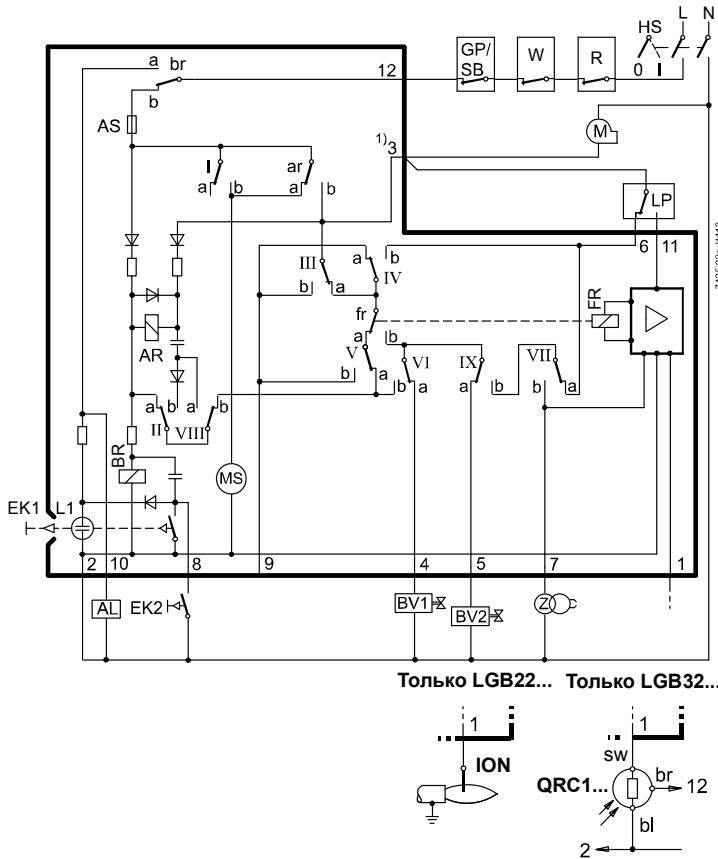 HS L N
GP/
SB W R
0 I
a br 12
b
AS
M
1) 3
I ar
a b a b
LP
6 11
III a b
b a IV
fr
FR
a b
V VI IX VII
AR
b a b a a b b a
a b a b
II VIII
BR
MS
EK1 L1
2 10 8 9 4 5 7 1
AL EK2 BV1 Z
BV2
Только LGB22... Только LGB32...
1 1
sw
ION QRC1... br 12
bl
2